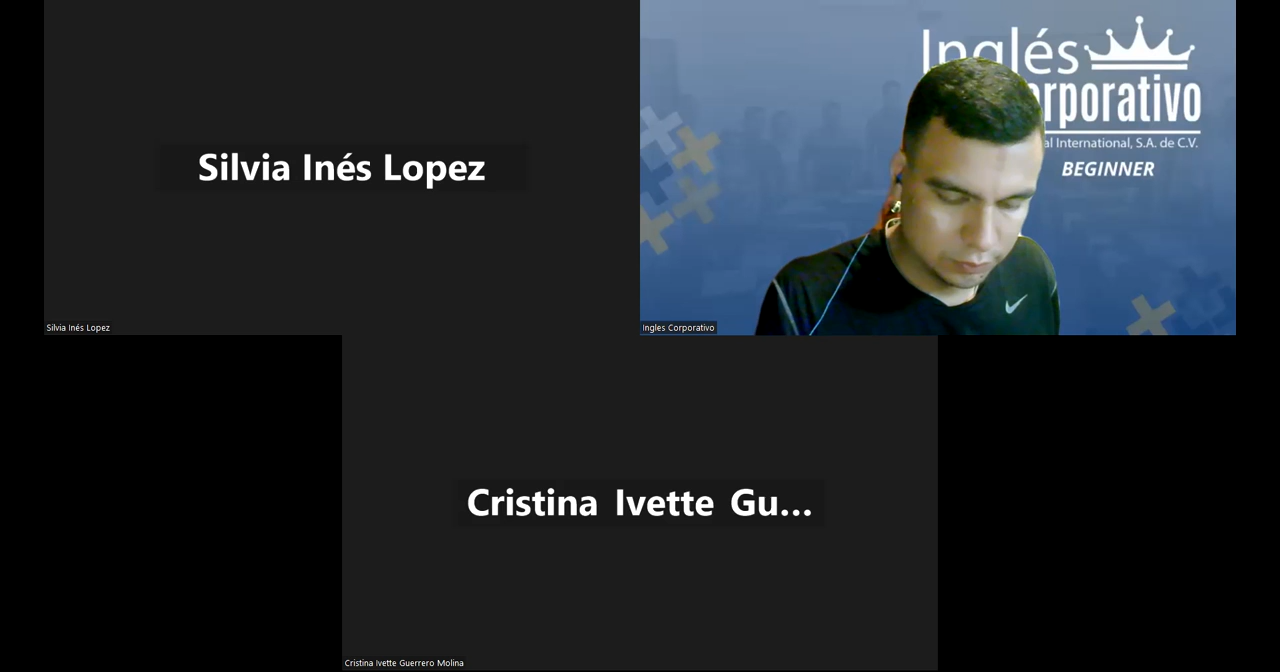 Silvia Inés Lopez
Silvia Inés Lopez
Inglés
orporativo
al International, S.A. de C.V.
BEGINNER
Ingles Corporativo
Cristina Ivette Gu...
Cristina Ivette Guerrero Molina